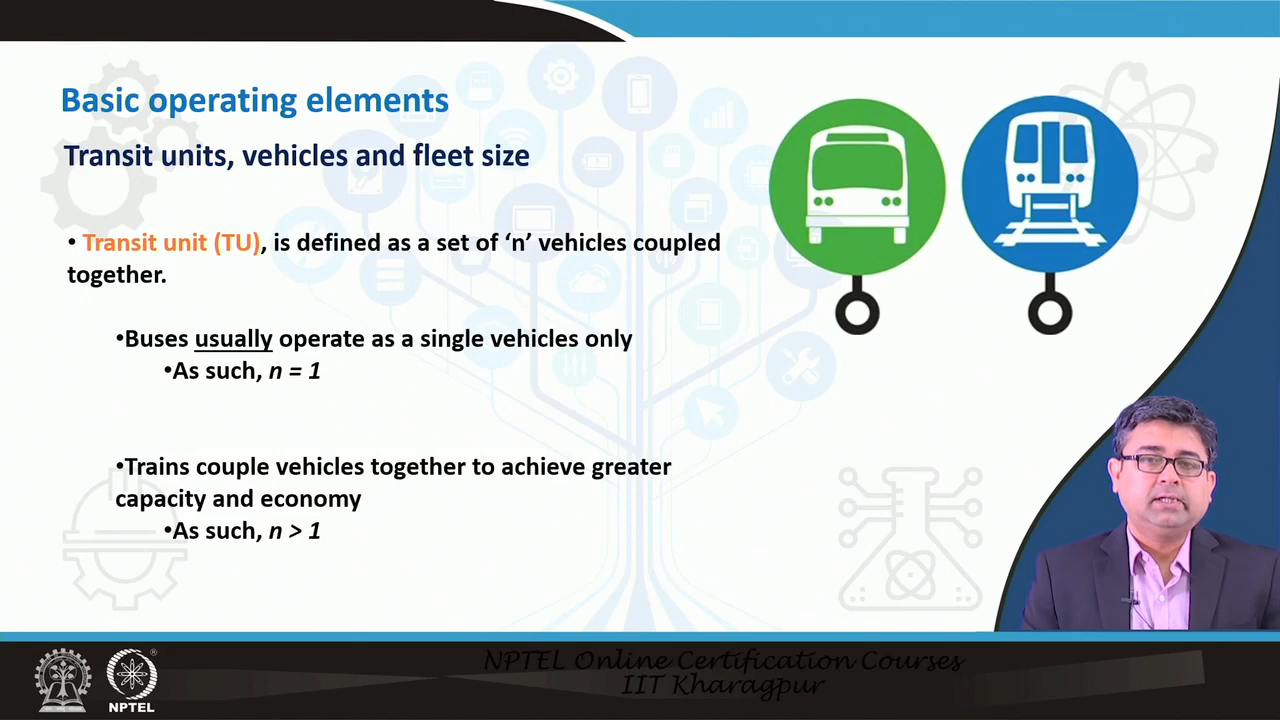 Basic operating elements
Transit units, vehicles and fleet size
• Transit unit (TU), is defined as a set of ‘n’ vehicles coupled
together.
•Buses usually operate as a single vehicles only
•As such, n = 1
•Trains couple vehicles together to achieve greater
capacity and economy
•As such, n > 1
NPTEL Online Certification Courses
IIT Kharagpur
NPTEL
®